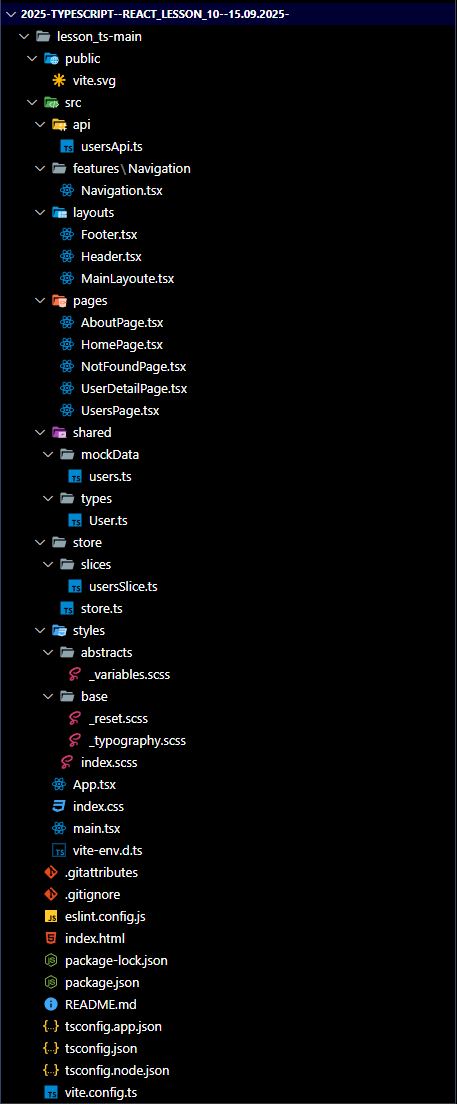 2025-TYPESCRIPT--REACT_LESSON_10--15.09.2025-
lesson_ts-main
public
vite.svg
src
api
TS usersApi.ts
features\Navigation
Navigation.tsx
layouts
Footer.tsx
Header.tsx
MainLayoute.tsx
pages
AboutPage.tsx
HomePage.tsx
NotFoundPage.tsx
UserDetailPage.tsx
UsersPage.tsx
shared
mockData
TS users.ts
types
TS User.ts
store
slices
TS usersSlice.ts
TS store.ts
styles
abstracts
_variables.scss
base
_reset.scss
_typography.scss
index.scss
App.tsx
index.css
main.tsx
TS vite-env.d.ts
.gitattributes
.gitignore
JS eslint.config.js
index.html
package-lock.json
package.json
README.md
{..} tsconfig.app.json
{..} tsconfig.json
{..} tsconfig.node.json
TS vite.config.ts